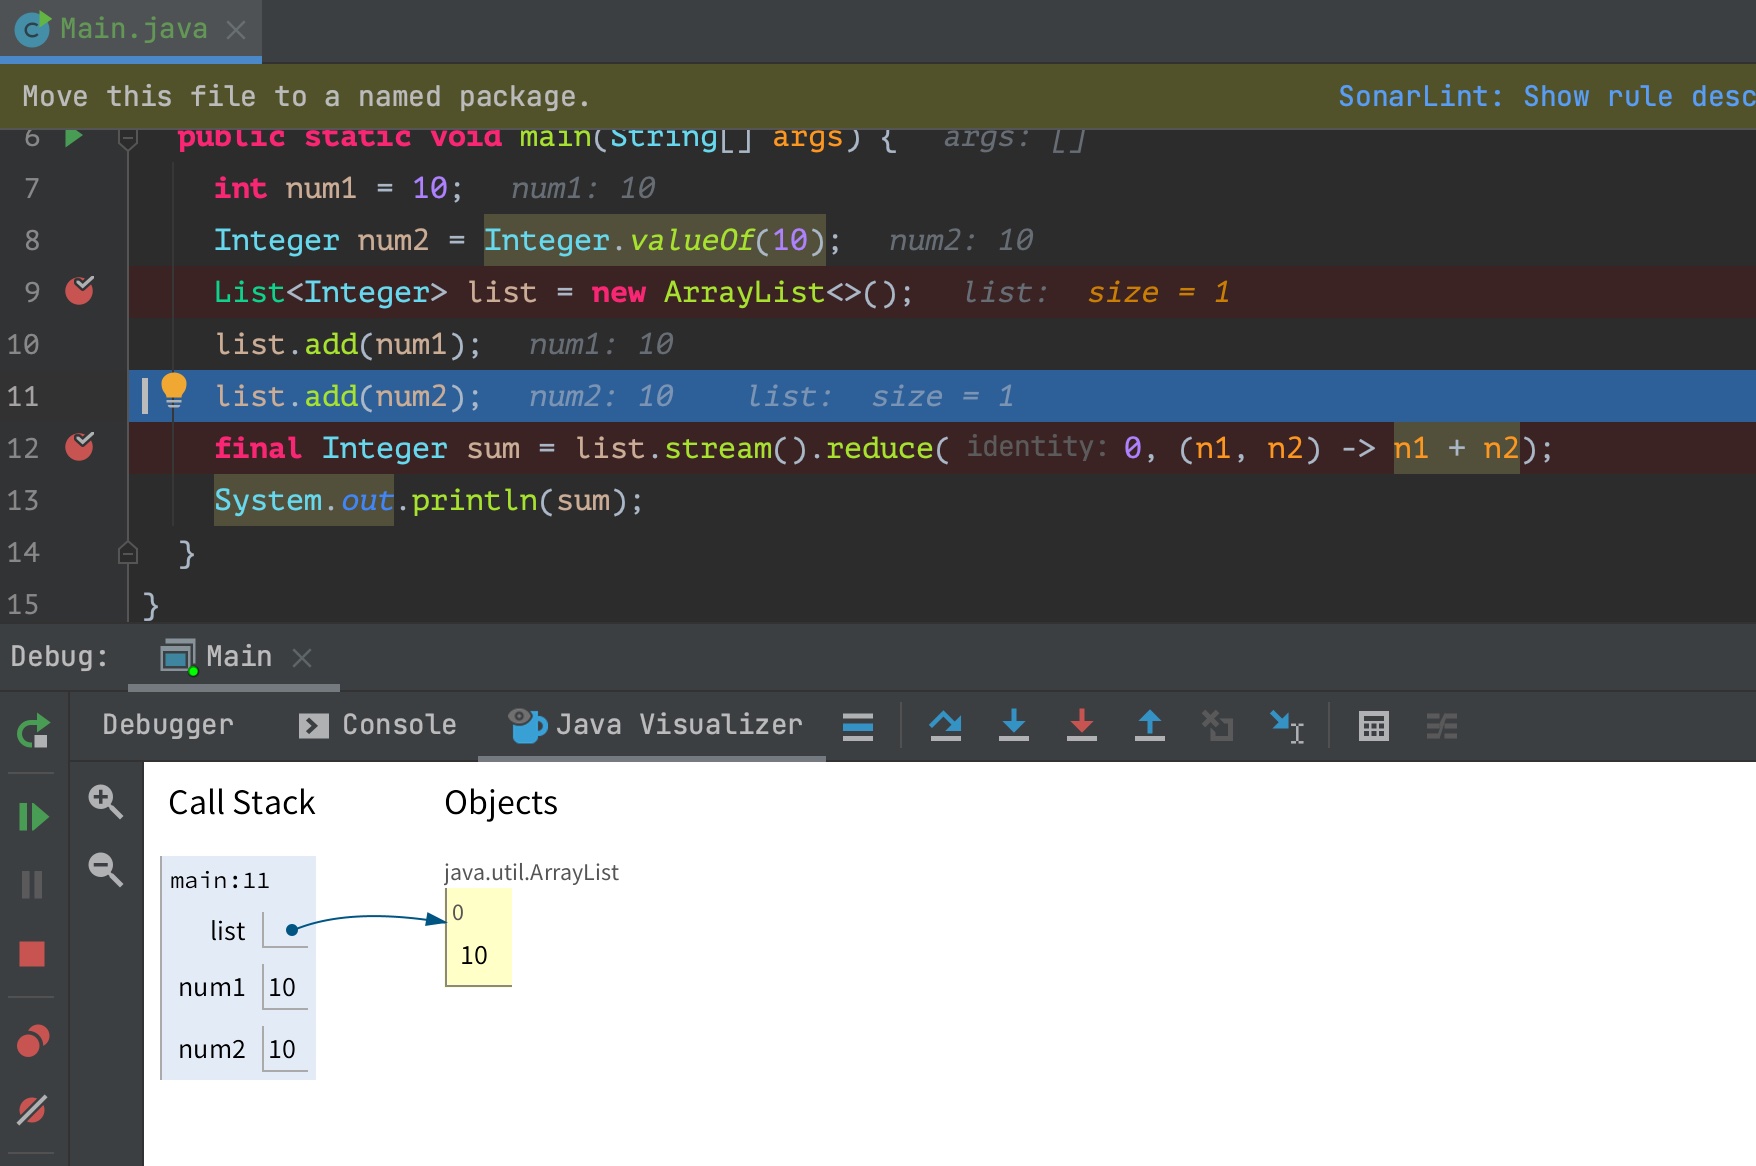 Main.java
Move this file to a named package. SonarLint: Show rule desc
6 public static void main(String[] args) { args: []
7 int num1 = 10; num1: 10
8 Integer num2 = Integer.valueOf(10); num2: 10
9 List<Integer> list = new ArrayList<>(); list: size = 1
10 list.add(num1); num1: 10
11 list.add(num2); num2: 10 list: size = 1
12 final Integer sum = list.stream().reduce( identity: 0, (n1, n2) -> n1 + n2);
13 System.out.println(sum);
14 }
15 }
Debug: Main
Debugger Console Java Visualizer
Call Stack Objects
main:11
list
num1 10
num2 10
java.util.ArrayList
0
10